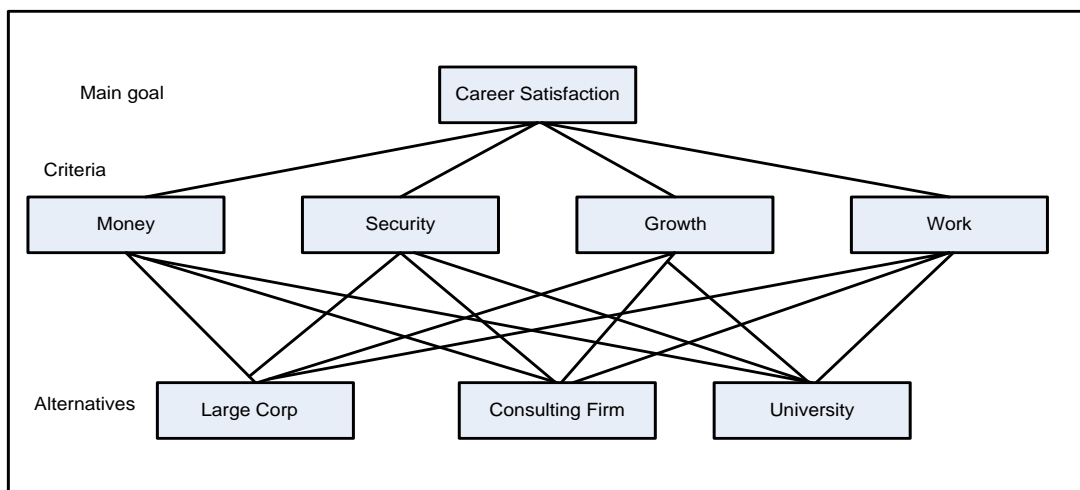 Main goal
Career Satisfaction
Criteria
Money
Security
Growth
Work
Alternatives
Large Corp
Consulting Firm
University